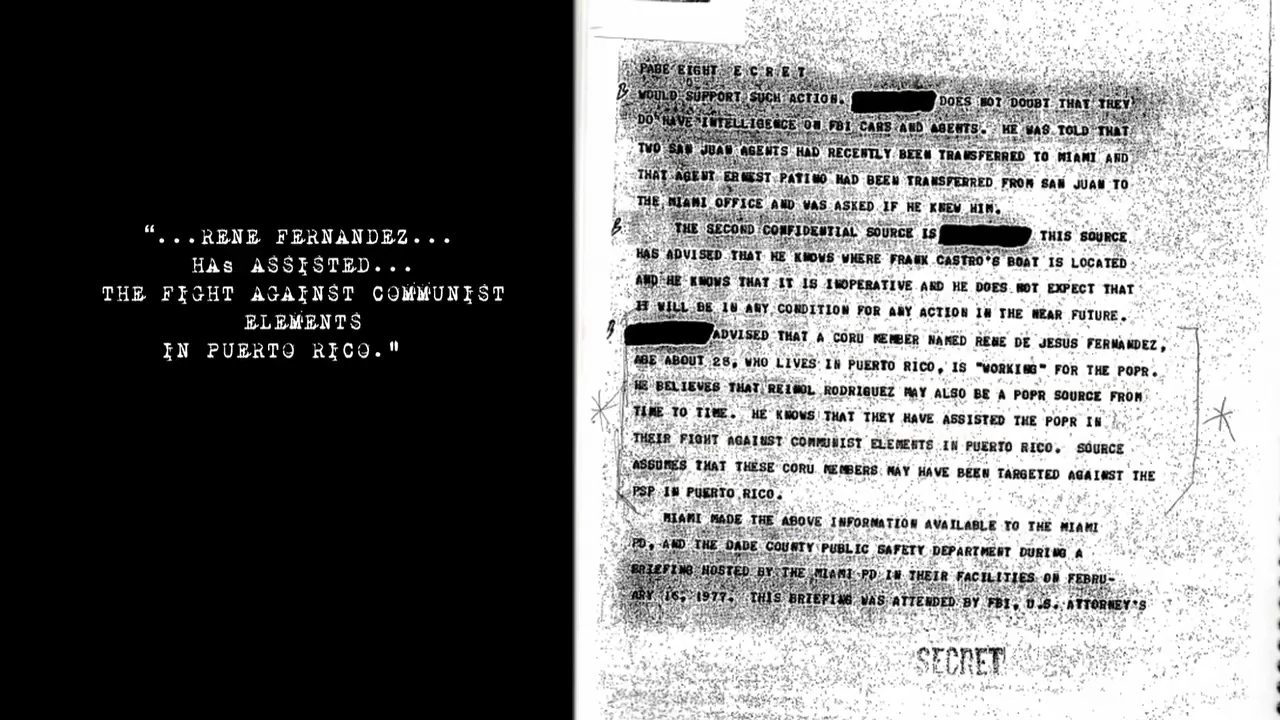 “...RENE FERNANDEZ...
HAs ASSISTED...
THE FIGHT AGAINST COMMUNIST
ELEMENTS
IN PUERTO RICO."
PAGE EIGHT E C R E T
WOULD SUPPORT SUCH ACTION. DOES NOT DOUBT THAT THEY
DO HAVE INTELLIGENCE ON FBI CARS AND AGENTS. HE WAS TOLD THAT
TWO SAN JUAN AGENTS HAD RECENTLY BEEN TRANSFERRED TO MIAMI AND
THAT AGENT ERNEST PATINO HAD BEEN TRANSFERRED FROM SAN JUAN TO
THE MIAMI OFFICE AND WAS ASKED IF HE KNEW HIM.
THE SECOND CONFIDENTIAL SOURCE IS THIS SOURCE
HAS ADVISED THAT HE KNOWS WHERE FRANK CASTRO'S BOAT IS LOCATED
AND HE KNOWS THAT IT IS INOPERATIVE AND HE DOES NOT EXPECT THAT
IT WILL BE IN ANY CONDITION FOR ANY ACTION IN THE NEAR FUTURE.
ADVISED THAT A CORU MEMBER NAMED RENE DE JESUS FERNANDEZ,
AGE ABOUT 28, WHO LIVES IN PUERTO RICO, IS "WORKING" FOR THE POPR.
HE BELIEVES THAT REINOL RODRIGUEZ MAY ALSO BE A POPR SOURCE FROM
TIME TO TIME. HE KNOWS THAT THEY HAVE ASSISTED THE POPR IN
THEIR FIGHT AGAINST COMMUNIST ELEMENTS IN PUERTO RICO. SOURCE
ASSUMES THAT THESE CORU MEMBERS MAY HAVE BEEN TARGETED AGAINST THE
PSP IN PUERTO RICO.
MIAMI MADE THE ABOVE INFORMATION AVAILABLE TO THE MIAMI
PD, AND THE DADE COUNTY PUBLIC SAFETY DEPARTMENT DURING A
BRIEFING HOSTED BY THE MIAMI PD IN THEIR FACILITIES ON FEBRU-
ARY 16, 1977. THIS BRIEFING WAS ATTENDED BY FBI, U.S. ATTORNEY'S
SECRET